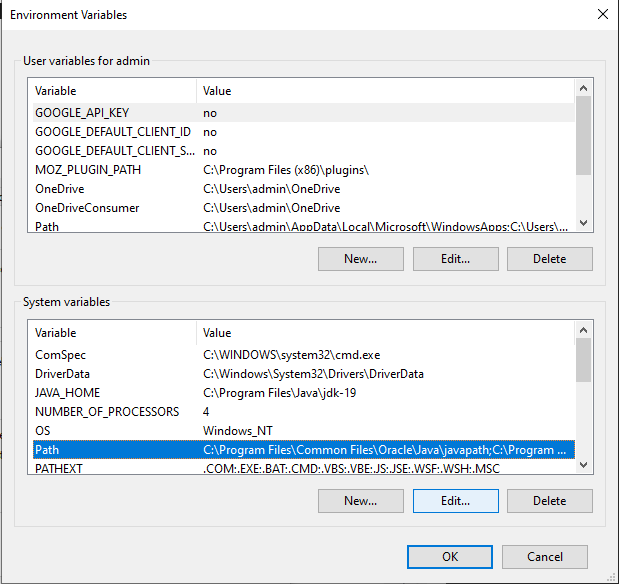 Environment Variables
User variables for admin
Variable Value
GOOGLE_API_KEY no
GOOGLE_DEFAULT_CLIENT_ID no
GOOGLE_DEFAULT_CLIENT_S... no
MOZ_PLUGIN_PATH C:\Program Files (x86)\plugins\
OneDrive C:\Users\admin\OneDrive
OneDriveConsumer C:\Users\admin\OneDrive
Path C:\Users\admin\AppData\Local\Microsoft\WindowsApps;C:\Users\...
New... Edit... Delete
System variables
Variable Value
ComSpec C:\WINDOWS\system32\cmd.exe
DriverData C:\Windows\System32\Drivers\DriverData
JAVA_HOME C:\Program Files\Java\jdk-19
NUMBER_OF_PROCESSORS 4
OS Windows_NT
Path C:\Program Files\Common Files\Oracle\Java\javapath;C:\Program ...
PATHEXT .COM;.EXE;.BAT;.CMD;.VBS;.VBE;.JS;.JSE;.WSF;.WSH;.MSC
New... Edit... Delete
OK Cancel